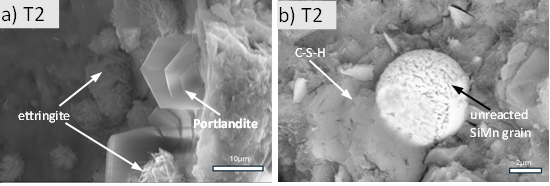 a) T2
ettringite
Portlandite
10µm
b) T2
C-S-H
unreacted
SiMn grain
2µm